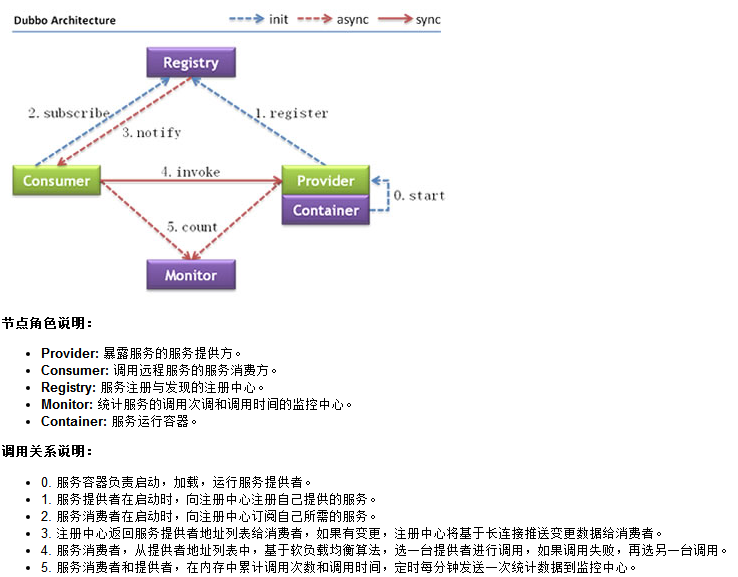 Dubbo Architecture
init
async
sync
Registry
2. subscribe
1. register
3. notify
Consumer
4. invoke
Provider
Container
0. start
5. count
Monitor
节点角色说明：
Provider: 暴露服务的服务提供方。
Consumer: 调用远程服务的服务消费方。
Registry: 服务注册与发现的注册中心。
Monitor: 统计服务的调用次调和调用时间的监控中心。
Container: 服务运行容器。
调用关系说明：
0. 服务容器负责启动，加载，运行服务提供者。
1. 服务提供者在启动时，向注册中心注册自己提供的服务。
2. 服务消费者在启动时，向注册中心订阅自己所需的服务。
3. 注册中心返回服务提供者地址列表给消费者，如果有变更，注册中心将基于长连接推送变更数据给消费者。
4. 服务消费者，从提供者地址列表中，基于软负载均衡算法，选一台提供者进行调用，如果调用失败，再选另一台调用。
5. 服务消费者和提供者，在内存中累计调用次数和调用时间，定时每分钟发送一次统计数据到监控中心。